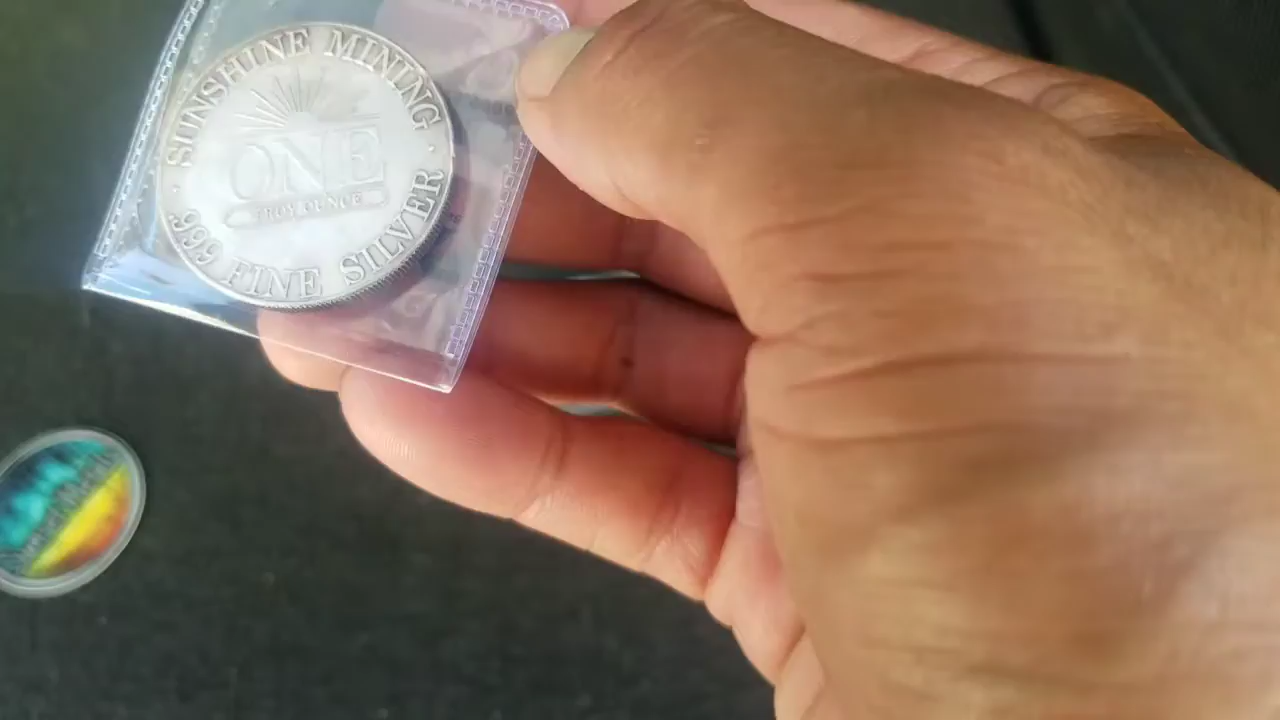 · SUNSHINE MINING ·
ONE
TROY OUNCE
.999 FINE SILVER